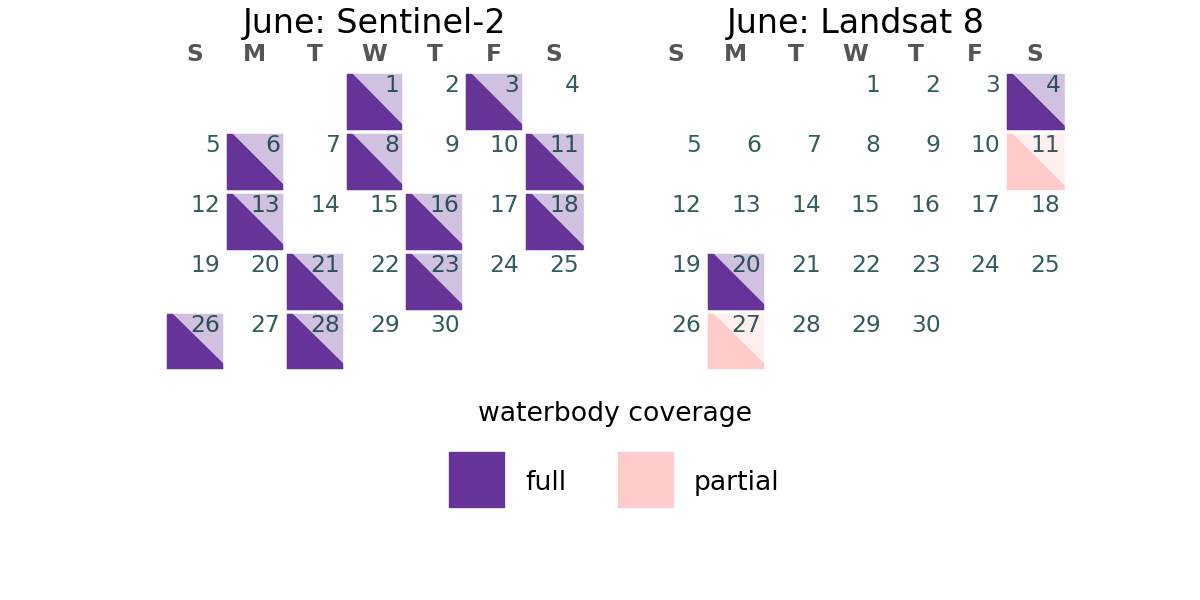 June: Sentinel-2
S M T W T F S
1 2 3 4
5 6 7 8 9 10 11
12 13 14 15 16 17 18
19 20 21 22 23 24 25
26 27 28 29 30
June: Landsat 8
S M T W T F S
1 2 3 4
5 6 7 8 9 10 11
12 13 14 15 16 17 18
19 20 21 22 23 24 25
26 27 28 29 30
waterbody coverage
full
partial